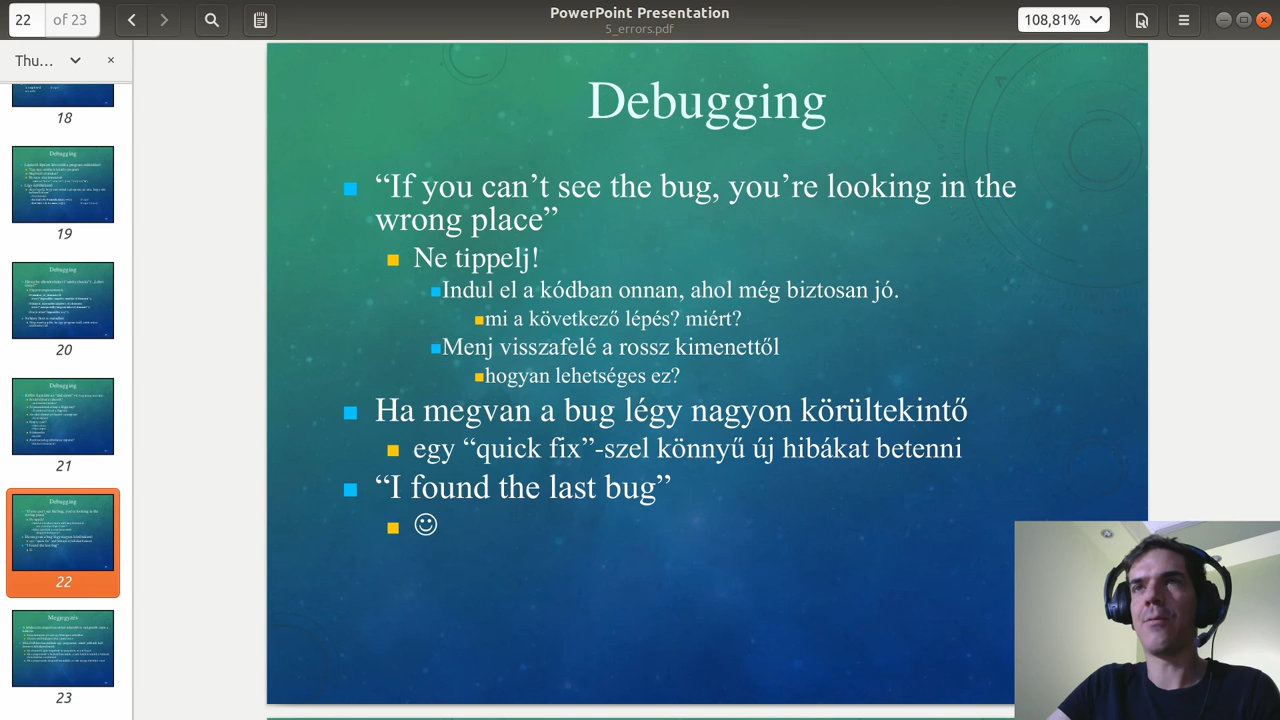 22
of 23
PowerPoint Presentation
5_errors.pdf
108,81%
Thu...
18
Debugging
19
Debugging
20
Debugging
21
Debugging
22
Megjegyzés
23
Debugging
“If you can’t see the bug, you’re looking in the
wrong place”
Ne tippelj!
Indul el a kódban onnan, ahol még biztosan jó.
mi a következő lépés? miért?
Menj visszafelé a rossz kimenettől
hogyan lehetséges ez?
Ha megvan a bug légy nagyon körültekintő
egy “quick fix”-szel könnyű új hibákat betenni
“I found the last bug”